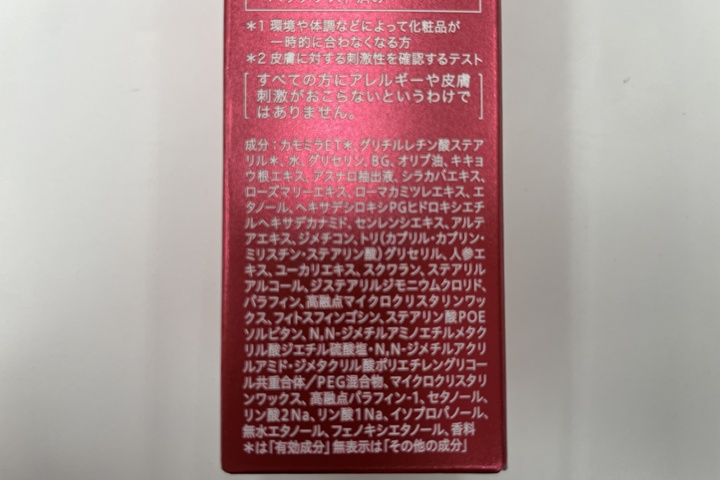 *1 環境や体調などによって化粧品が
一時的に合わなくなる方
*2 皮膚に対する刺激性を確認するテスト
すべての方にアレルギーや皮膚
刺激がおこらないというわけで
はありません。
成分：カモミラET*、グリチルレチン酸ステア
リル*、水、グリセリン、BG、オリブ油、キキョ
ウ根エキス、アスナロ抽出液、シラカバエキス、
ローズマリーエキス、ローマカミツレエキス、エ
タノール、ヘキサデシロキシPGヒドロキシエチ
ルヘキサデカナミド、センレンシエキス、アルテ
アエキス、ジメチコン、トリ(カプリル・カプリン・
ミリスチン・ステアリン酸)グリセリル、人参エ
キス、ユーカリエキス、スクワラン、ステアリル
アルコール、ジステアリルジモニウムクロリド、
パラフィン、高融点マイクロクリスタリンワッ
クス、フィトスフィンゴシン、ステアリン酸POE
ソルビタン、N,N-ジメチルアミノエチルメタク
リル酸ジエチル硫酸塩・N,N-ジメチルアクリ
ルアミド・ジメタクリル酸ポリエチレングリコー
ル共重合体／PEG混合物、マイクロクリスタリ
ンワックス、高融点パラフィン-1、セタノール、
リン酸2Na、リン酸1Na、イソプロパノール、
無水エタノール、フェノキシエタノール、香料
*は「有効成分」無表示は「その他の成分」